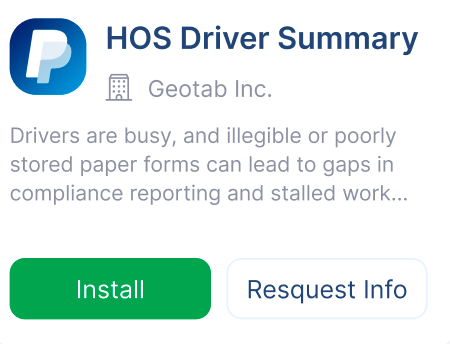 HOS Driver Summary
Geotab Inc.
Drivers are busy, and illegible or poorly
stored paper forms can lead to gaps in
compliance reporting and stalled work...
Install
Resquest Info